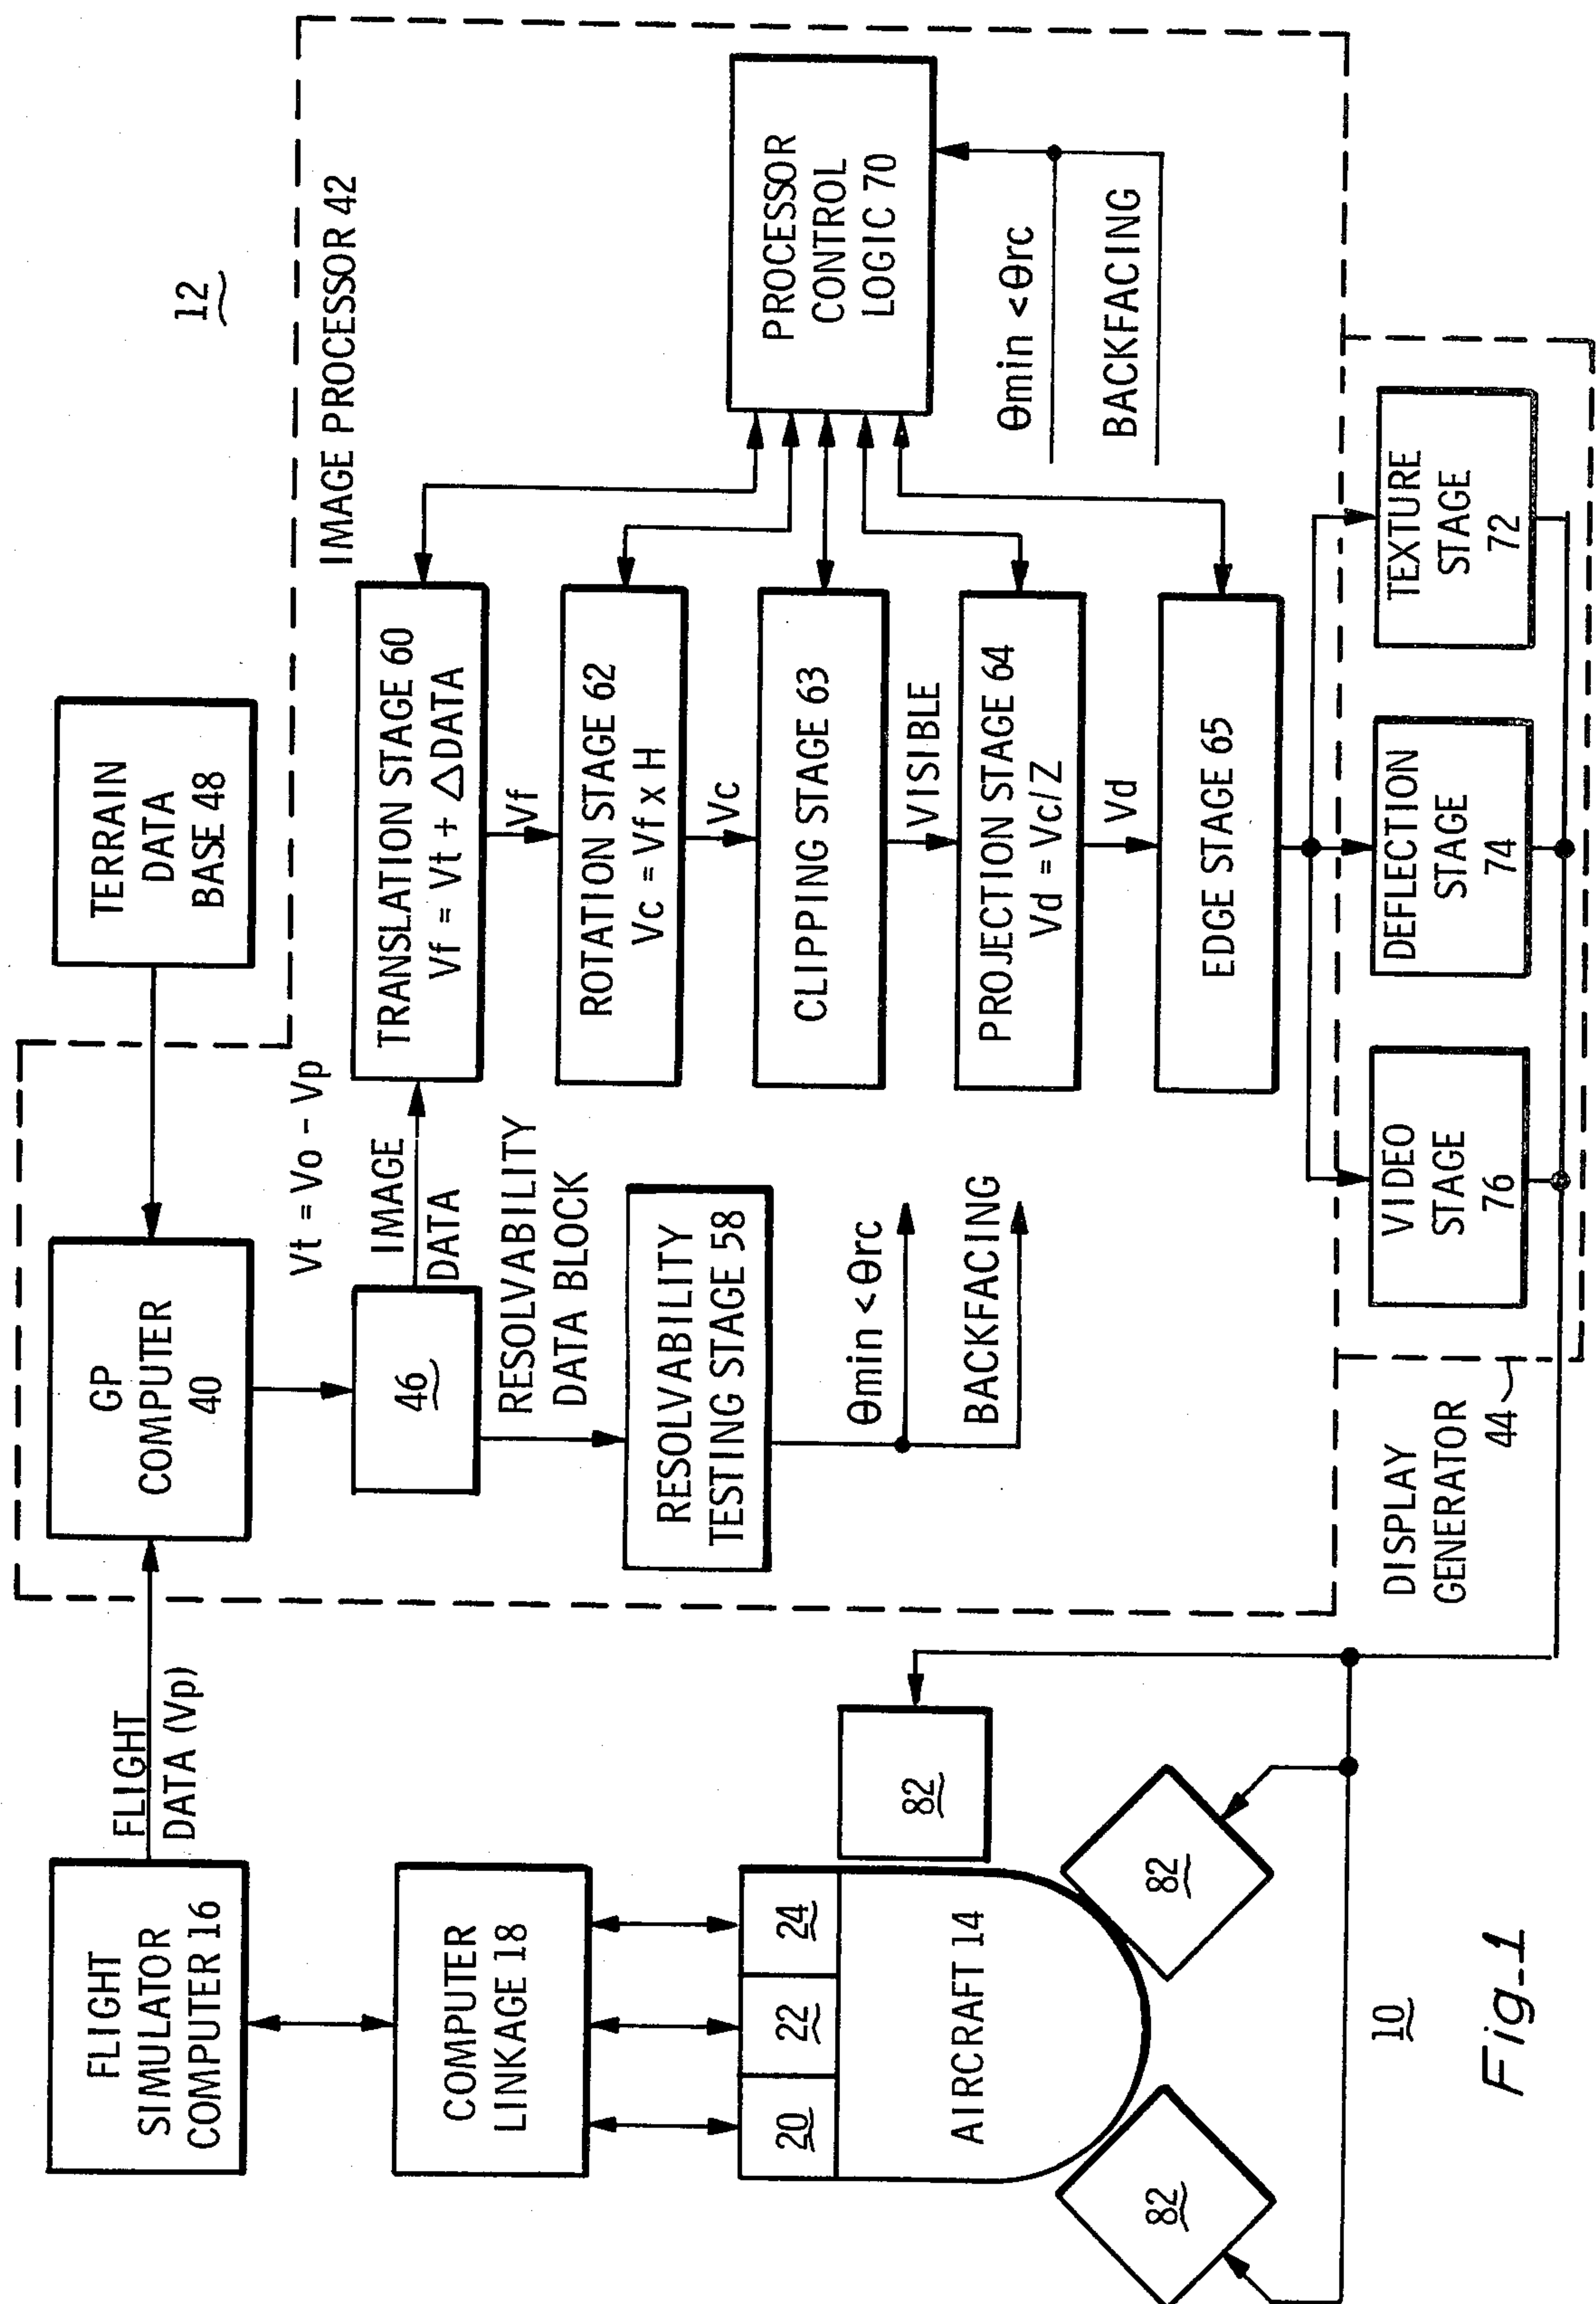 12
FLIGHT
SIMULATOR
COMPUTER 16
FLIGHT
DATA (Vp)
GP
COMPUTER
40
TERRAIN
DATA
BASE 48
COMPUTER
LINKAGE 18
20
22
24
AIRCRAFT 14
82
82
82
10
Vt = Vo - Vp
46
IMAGE
DATA
RESOLVABILITY
DATA BLOCK
RESOLVABILITY
TESTING STAGE 58
θmin <θrc
BACKFACING
IMAGE PROCESSOR 42
TRANSLATION STAGE 60
Vf = Vt + ΔDATA
Vf
ROTATION STAGE 62
Vc = Vf x H
Vc
CLIPPING STAGE 63
VISIBLE
PROJECTION STAGE 64
Vd = Vc/Z
Vd
EDGE STAGE 65
PROCESSOR
CONTROL
LOGIC 70
θmin <θrc
BACKFACING
DISPLAY
GENERATOR
44
VIDEO
STAGE
76
DEFLECTION
STAGE
74
TEXTURE
STAGE
72
Fig_1